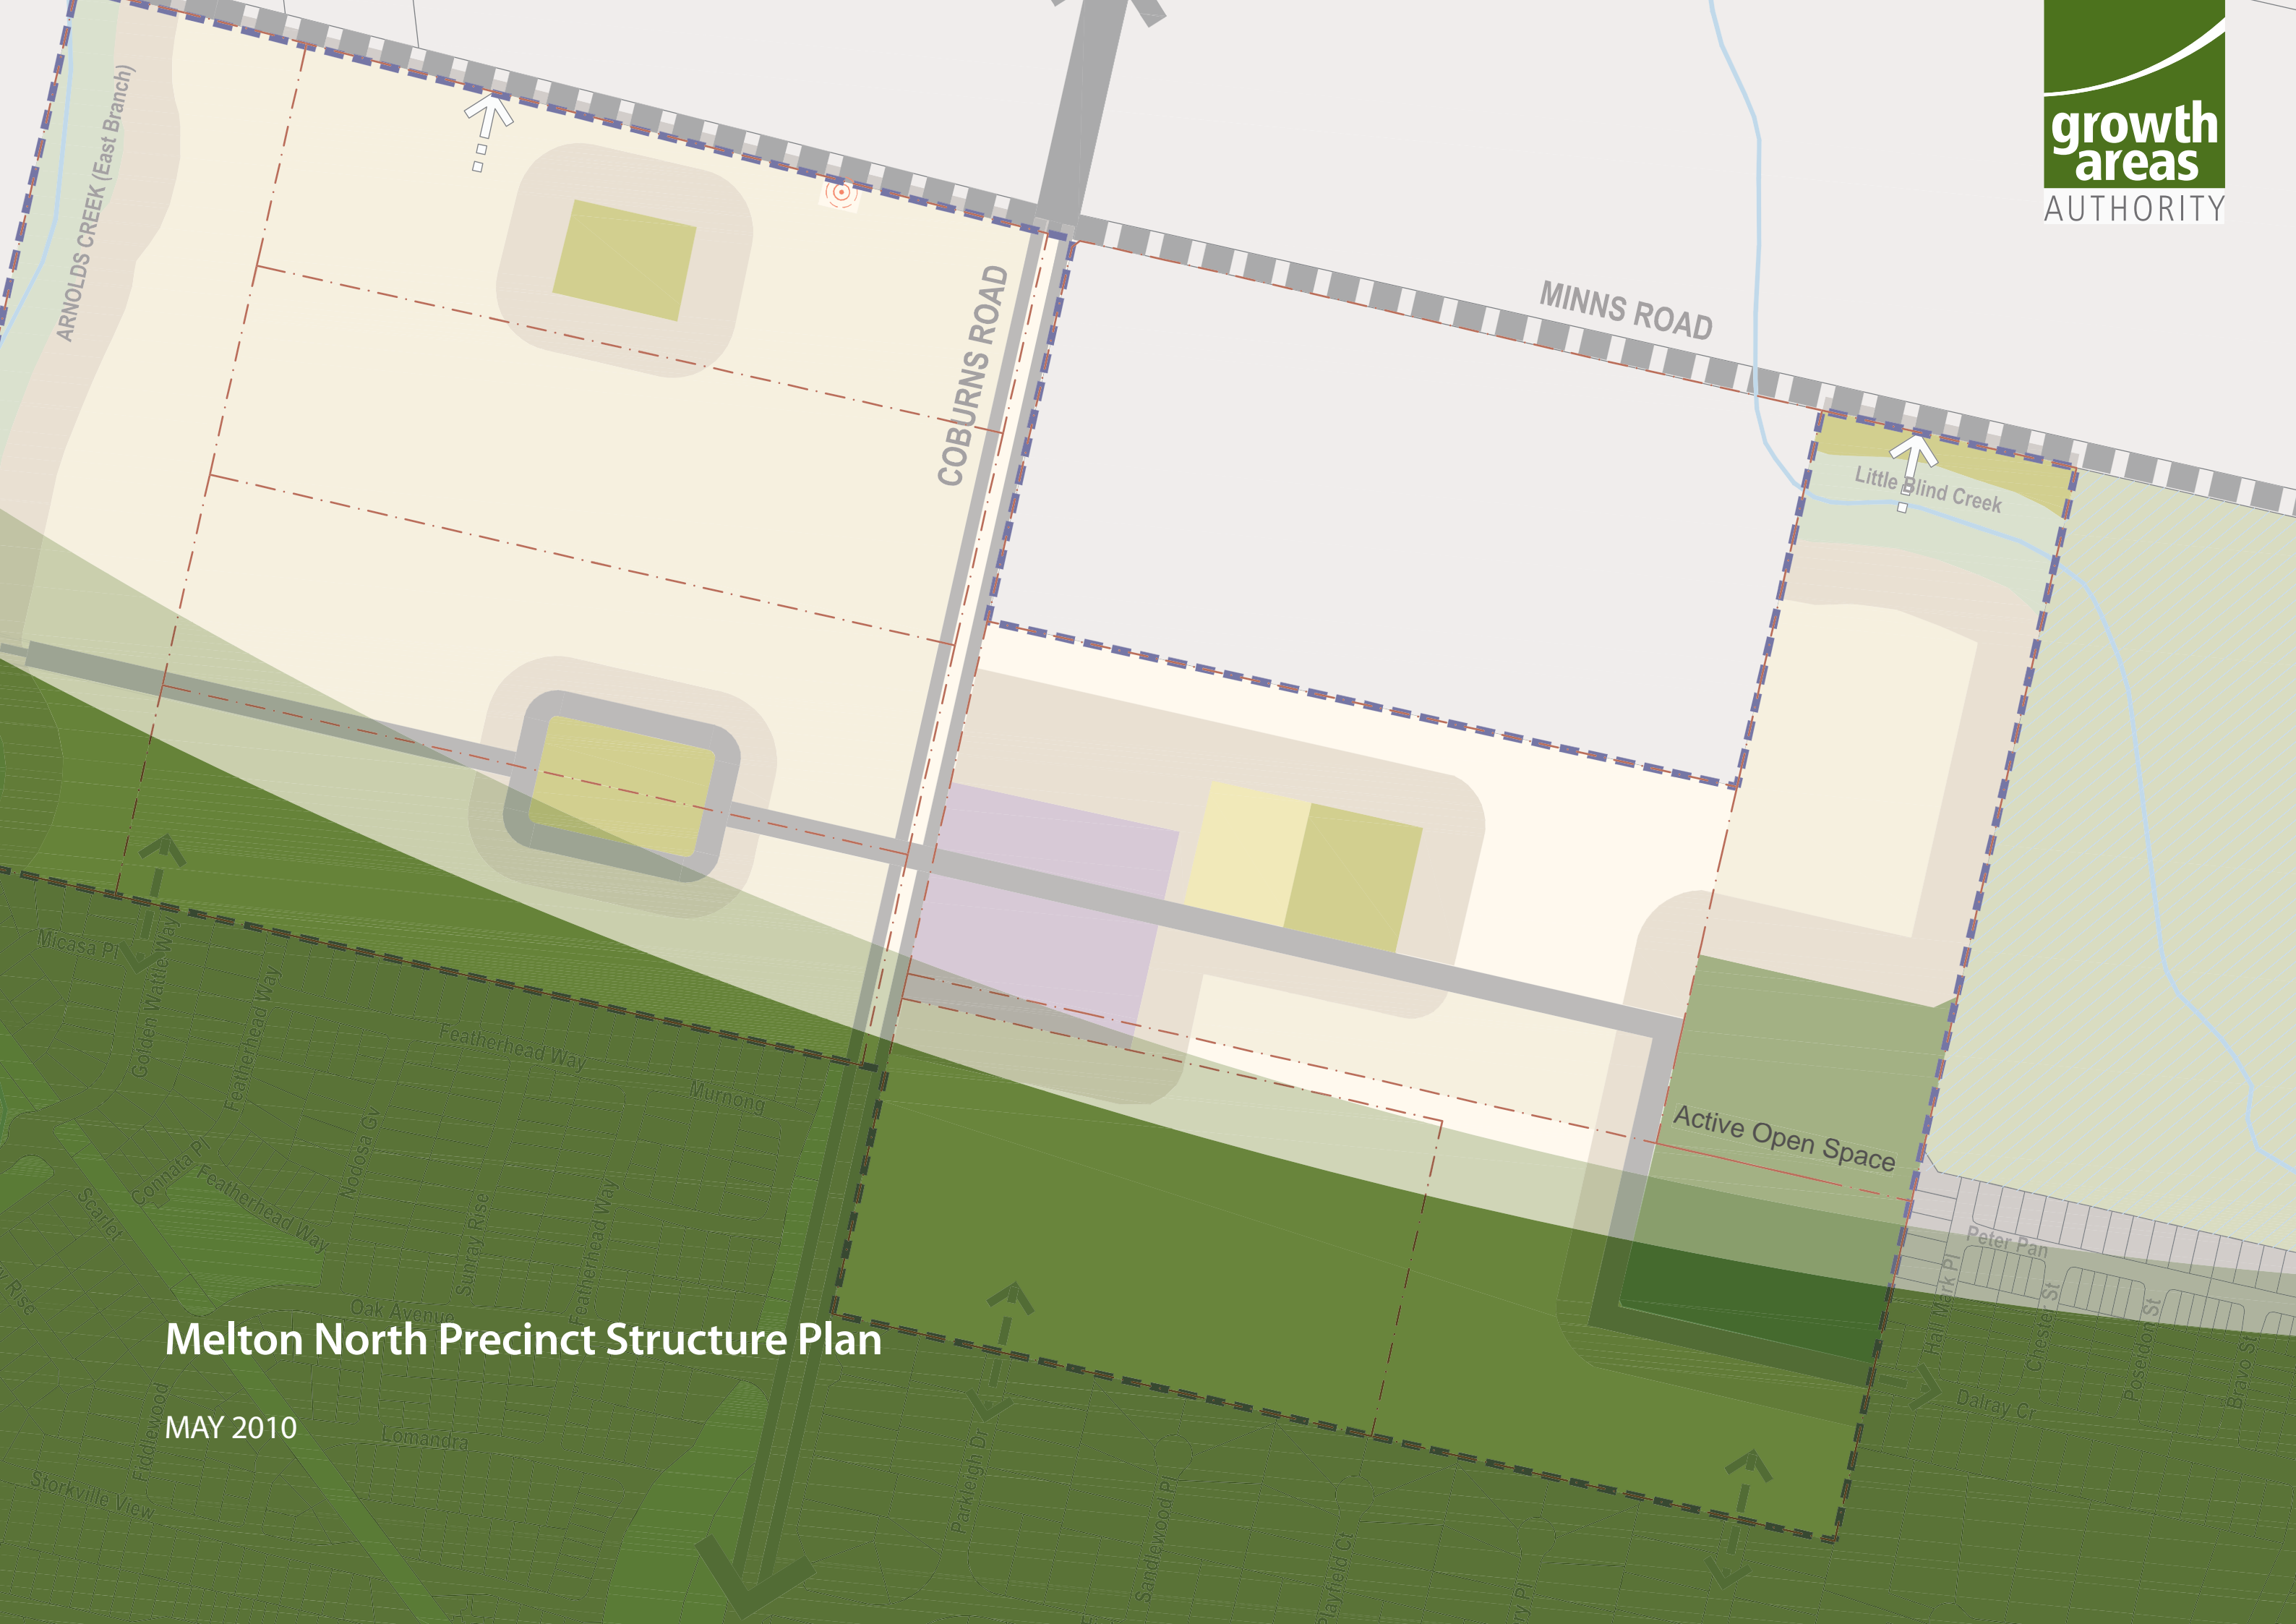 growth
areas
AUTHORITY
ARNOLDS CREEK (East Branch)
COBURNS ROAD
MINNS ROAD
Little Blind Creek
Active Open Space
Micasa Pl
Golden Wattle Way
Featherhead Way
Featherhead Way
Murnong
Nodosa Gv
Connata Pl
Scarlet
Featherhead Way
Sunray Rise
Featherhead Way
Rise
Oak Avenue
Peter Pan
Hall Mark Pl
Chester St
Poseidon St
Bravo St
Dalray Cr
Melton North Precinct Structure Plan
MAY 2010
Fiddlewood
Lomandra
Storkville View
Parkleigh Dr
Sandlewood Pl
Playfield Ct